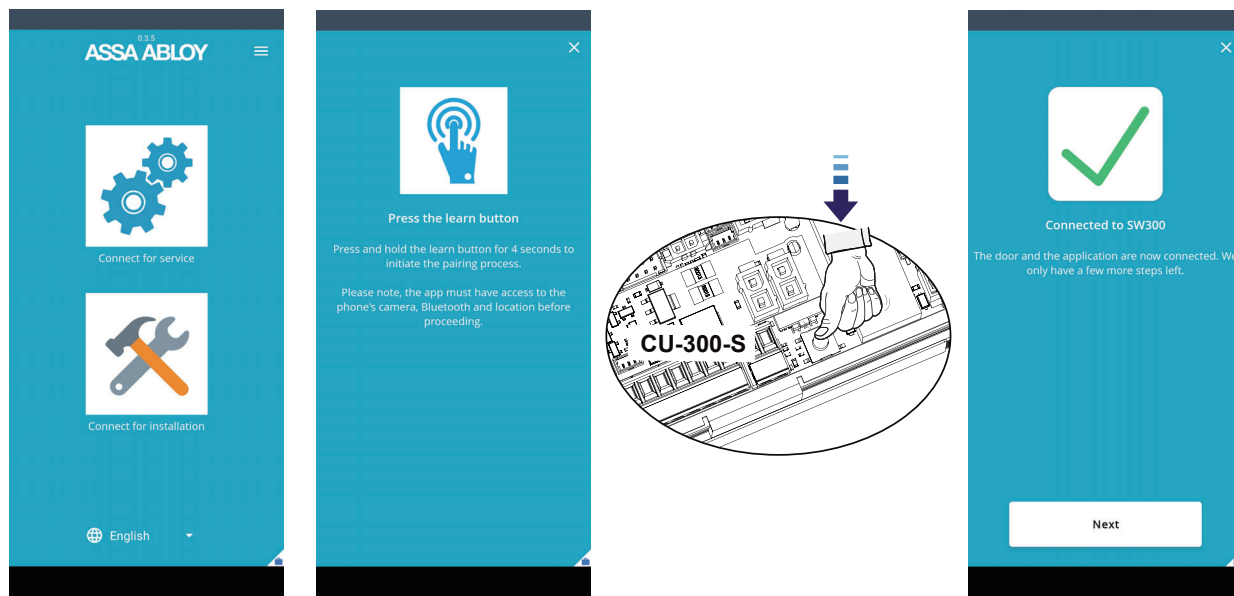 0.3.5
ASSA ABLOY
Connect for service
Connect for installation
English
Press the learn button
Press and hold the learn button for 4 seconds to
initiate the pairing process.
Please note, the app must have access to the
phone's camera, Bluetooth and location before
proceeding.
CU-300-S
Connected to SW300
The door and the application are now connected. We
only have a few more steps left.
Next